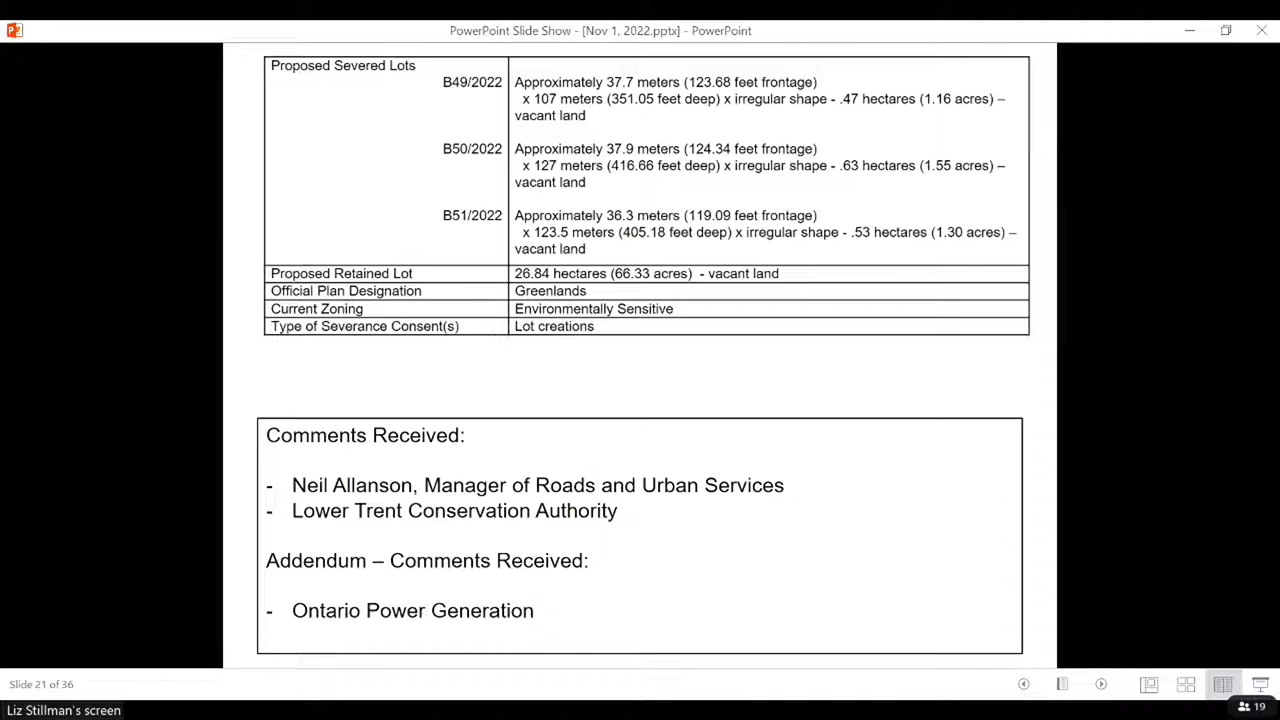 PowerPoint Slide Show - [Nov 1, 2022.pptx] - PowerPoint
Proposed Severed Lots
B49/2022 Approximately 37.7 meters (123.68 feet frontage)
x 107 meters (351.05 feet deep) x irregular shape - .47 hectares (1.16 acres) –
vacant land
B50/2022 Approximately 37.9 meters (124.34 feet frontage)
x 127 meters (416.66 feet deep) x irregular shape - .63 hectares (1.55 acres) –
vacant land
B51/2022 Approximately 36.3 meters (119.09 feet frontage)
x 123.5 meters (405.18 feet deep) x irregular shape - .53 hectares (1.30 acres) –
vacant land
Proposed Retained Lot 26.84 hectares (66.33 acres) - vacant land
Official Plan Designation Greenlands
Current Zoning Environmentally Sensitive
Type of Severance Consent(s) Lot creations
Comments Received:
- Neil Allanson, Manager of Roads and Urban Services
- Lower Trent Conservation Authority
Addendum – Comments Received:
- Ontario Power Generation
Slide 21 of 36
Liz Stillman's screen
19